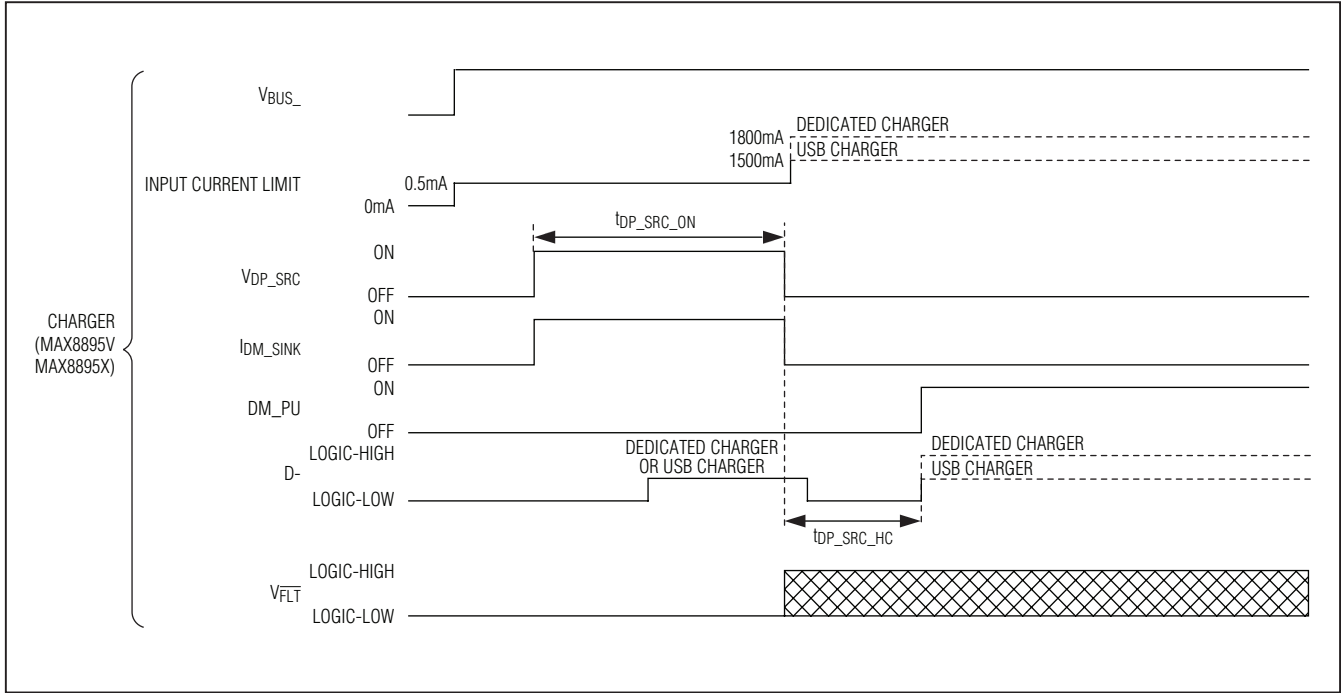 VBUS_
DEDICATED CHARGER
1800mA
USB CHARGER
1500mA
INPUT CURRENT LIMIT
0.5mA
0mA
tDP_SRC_ON
ON
VDP_SRC
OFF
ON
IDM_SINK
OFF
CHARGER
(MAX8895V
MAX8895X)
ON
DM_PU
OFF
LOGIC-HIGH
D-
LOGIC-LOW
DEDICATED CHARGER
OR USB CHARGER
DEDICATED CHARGER
USB CHARGER
tDP_SRC_HC
LOGIC-HIGH
VFLT
LOGIC-LOW